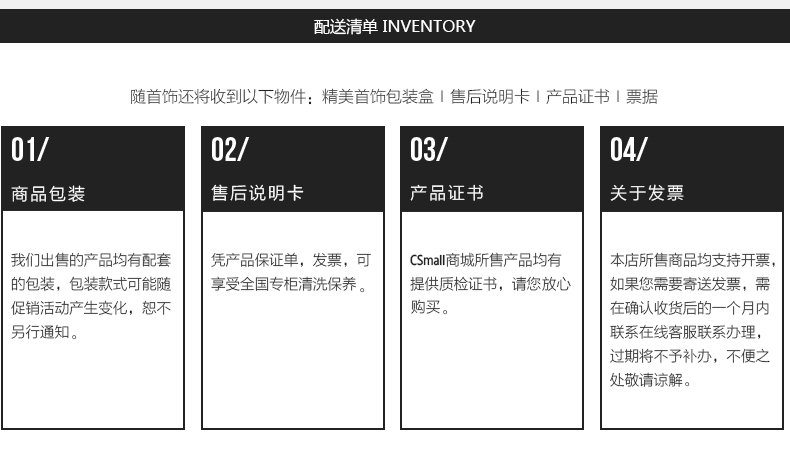 配送清单 INVENTORY
随首饰还将收到以下物件：精美首饰包装盒 | 售后说明卡 | 产品证书 | 票据
01/
商品包装
我们出售的产品均有配套
的包装，包装款式可能随
促销活动产生变化，恕不
另行通知。
02/
售后说明卡
凭产品保证单，发票，可
享受全国专柜清洗保养。
03/
产品证书
CSmall商城所售产品均有
提供质检证书，请您放心
购买。
04/
关于发票
本店所售商品均支持开票，
如果您需要寄送发票，需
在确认收货后的一个月内
联系在线客服联系办理，
过期将不予补办，不便之
处敬请谅解。